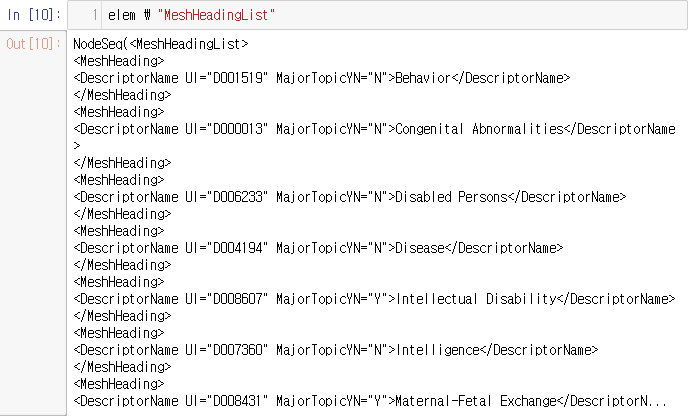 In [10]: 1 elem ₩ "MeshHeadingList"
Out[10]: NodeSeq(<MeshHeadingList>
<MeshHeading>
<DescriptorName UI="D001519" MajorTopicYN="N">Behavior</DescriptorName>
</MeshHeading>
<MeshHeading>
<DescriptorName UI="D000013" MajorTopicYN="N">Congenital Abnormalities</DescriptorName
>
</MeshHeading>
<MeshHeading>
<DescriptorName UI="D006233" MajorTopicYN="N">Disabled Persons</DescriptorName>
</MeshHeading>
<MeshHeading>
<DescriptorName UI="D004194" MajorTopicYN="N">Disease</DescriptorName>
</MeshHeading>
<MeshHeading>
<DescriptorName UI="D008607" MajorTopicYN="Y">Intellectual Disability</DescriptorName>
</MeshHeading>
<MeshHeading>
<DescriptorName UI="D007360" MajorTopicYN="N">Intelligence</DescriptorName>
</MeshHeading>
<MeshHeading>
<DescriptorName UI="D008431" MajorTopicYN="Y">Maternal-Fetal Exchange</DescriptorN...